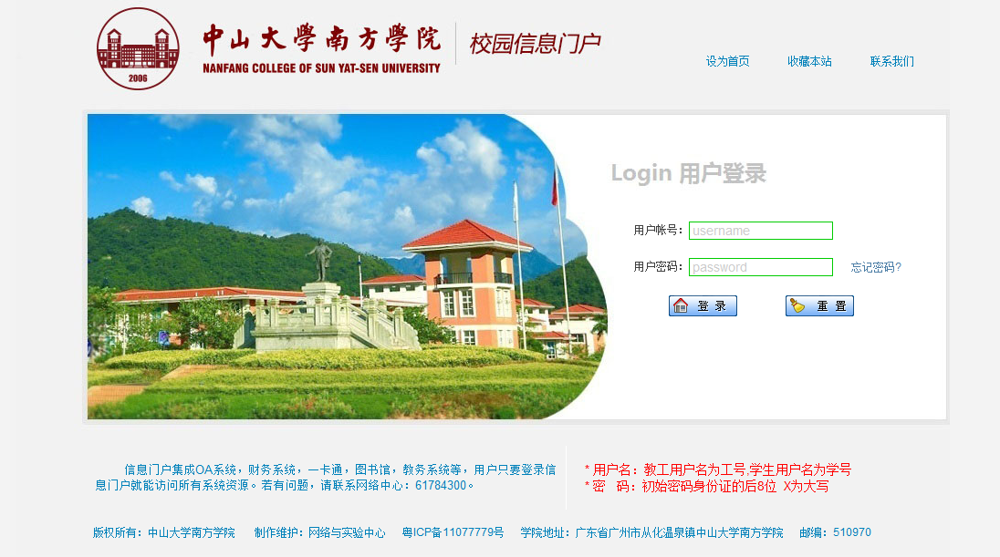 中山大學南方學院
NANFANG COLLEGE OF SUN YAT-SEN UNIVERSITY
2006
校园信息门户
设为首页 收藏本站 联系我们
Login 用户登录
用户帐号： username
用户密码： password 忘记密码?
登 录 重 置
信息门户集成OA系统，财务系统，一卡通，图书馆，教务系统等，用户只要登录信
息门户就能访问所有系统资源。若有问题，请联系网络中心：61784300。
* 用户名：教工用户名为工号,学生用户名为学号
* 密 码：初始密码身份证的后8位 X为大写
版权所有：中山大学南方学院 制作维护：网络与实验中心 粤ICP备11077779号 学院地址：广东省广州市从化温泉镇中山大学南方学院 邮编：510970